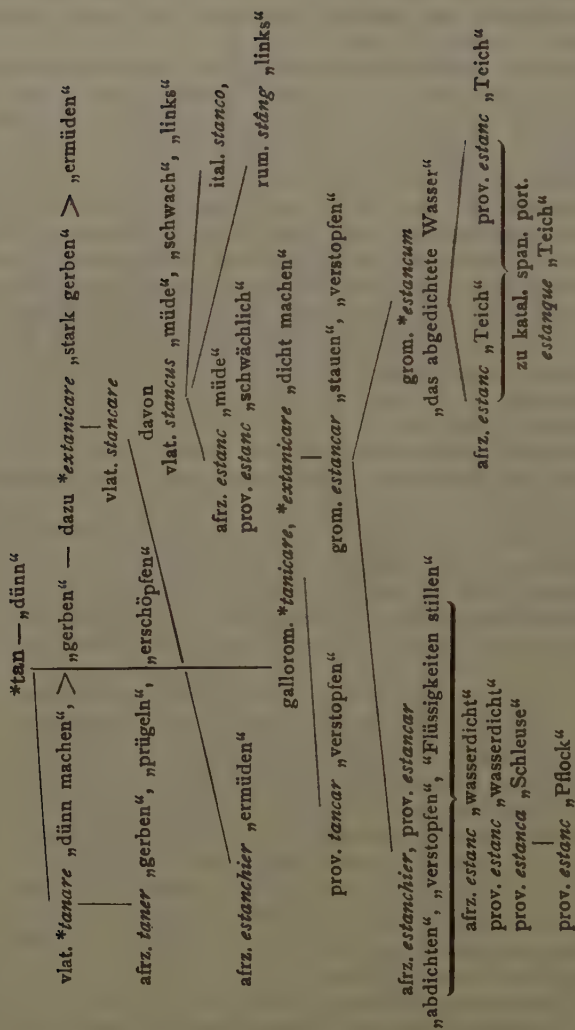 *tan — „dünn“
vlat. *tanare „dünn machen“, > „gerben“ — dazu *extanicare „stark gerben“ > „ermüden“
afrz. taner „gerben“, „prügeln“, „erschöpfen“
vlat. stancare
davon
vlat. stancus „müde“, „schwach“, „links“
afrz. estanchier „ermüden“
afrz. estanc „müde“
prov. estanc „schwächlich“
ital. stanco,
rum. stâng „links“
gallorom. *tanicare, *extanicare „dicht machen“
prov. tancar „verstopfen“
grom. estancar „stauen“, „verstopfen“
afrz. estanchier, prov. estancar
„abdichten“, „verstopfen“, “Flüssigkeiten stillen“
grom. *estancum
„das abgedichtete Wasser“
afrz. estanc „wasserdicht“
prov. estanc „wasserdicht“
prov. estanca „Schleuse“
prov. estanc „Pflock“
afrz. estanc „Teich“ prov. estanc „Teich“
zu katal. span. port.
estanque „Teich“